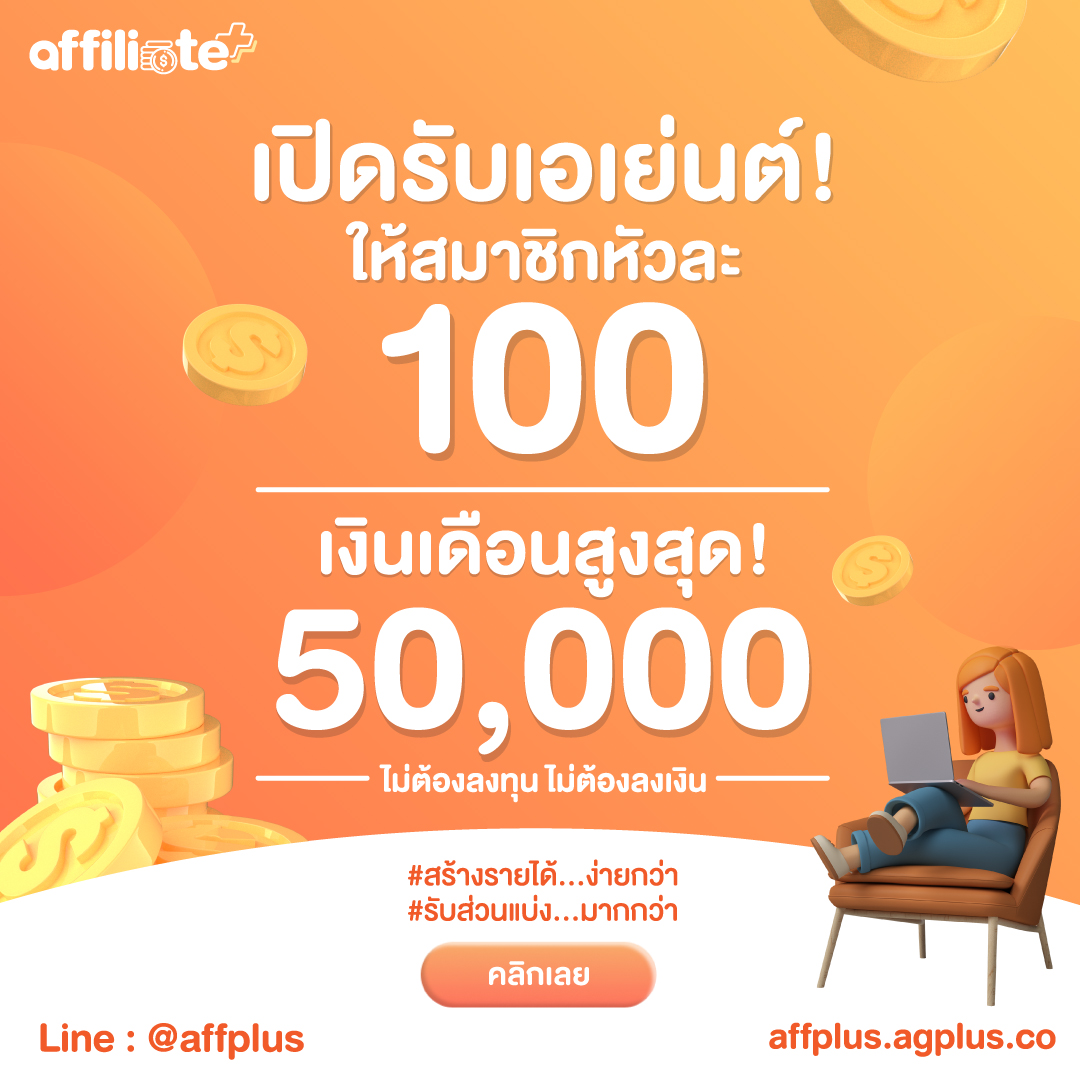 affiliate+
เปิดรับเอเย่นต์!
ให้สมาชิกหัวละ
100
เงินเดือนสูงสุด!
50,000
ไม่ต้องลงทุน ไม่ต้องลงเงิน
#สร้างรายได้...ง่ายกว่า
#รับส่วนแบ่ง...มากกว่า
คลิกเลย
Line : @affplus
affplus.agplus.co